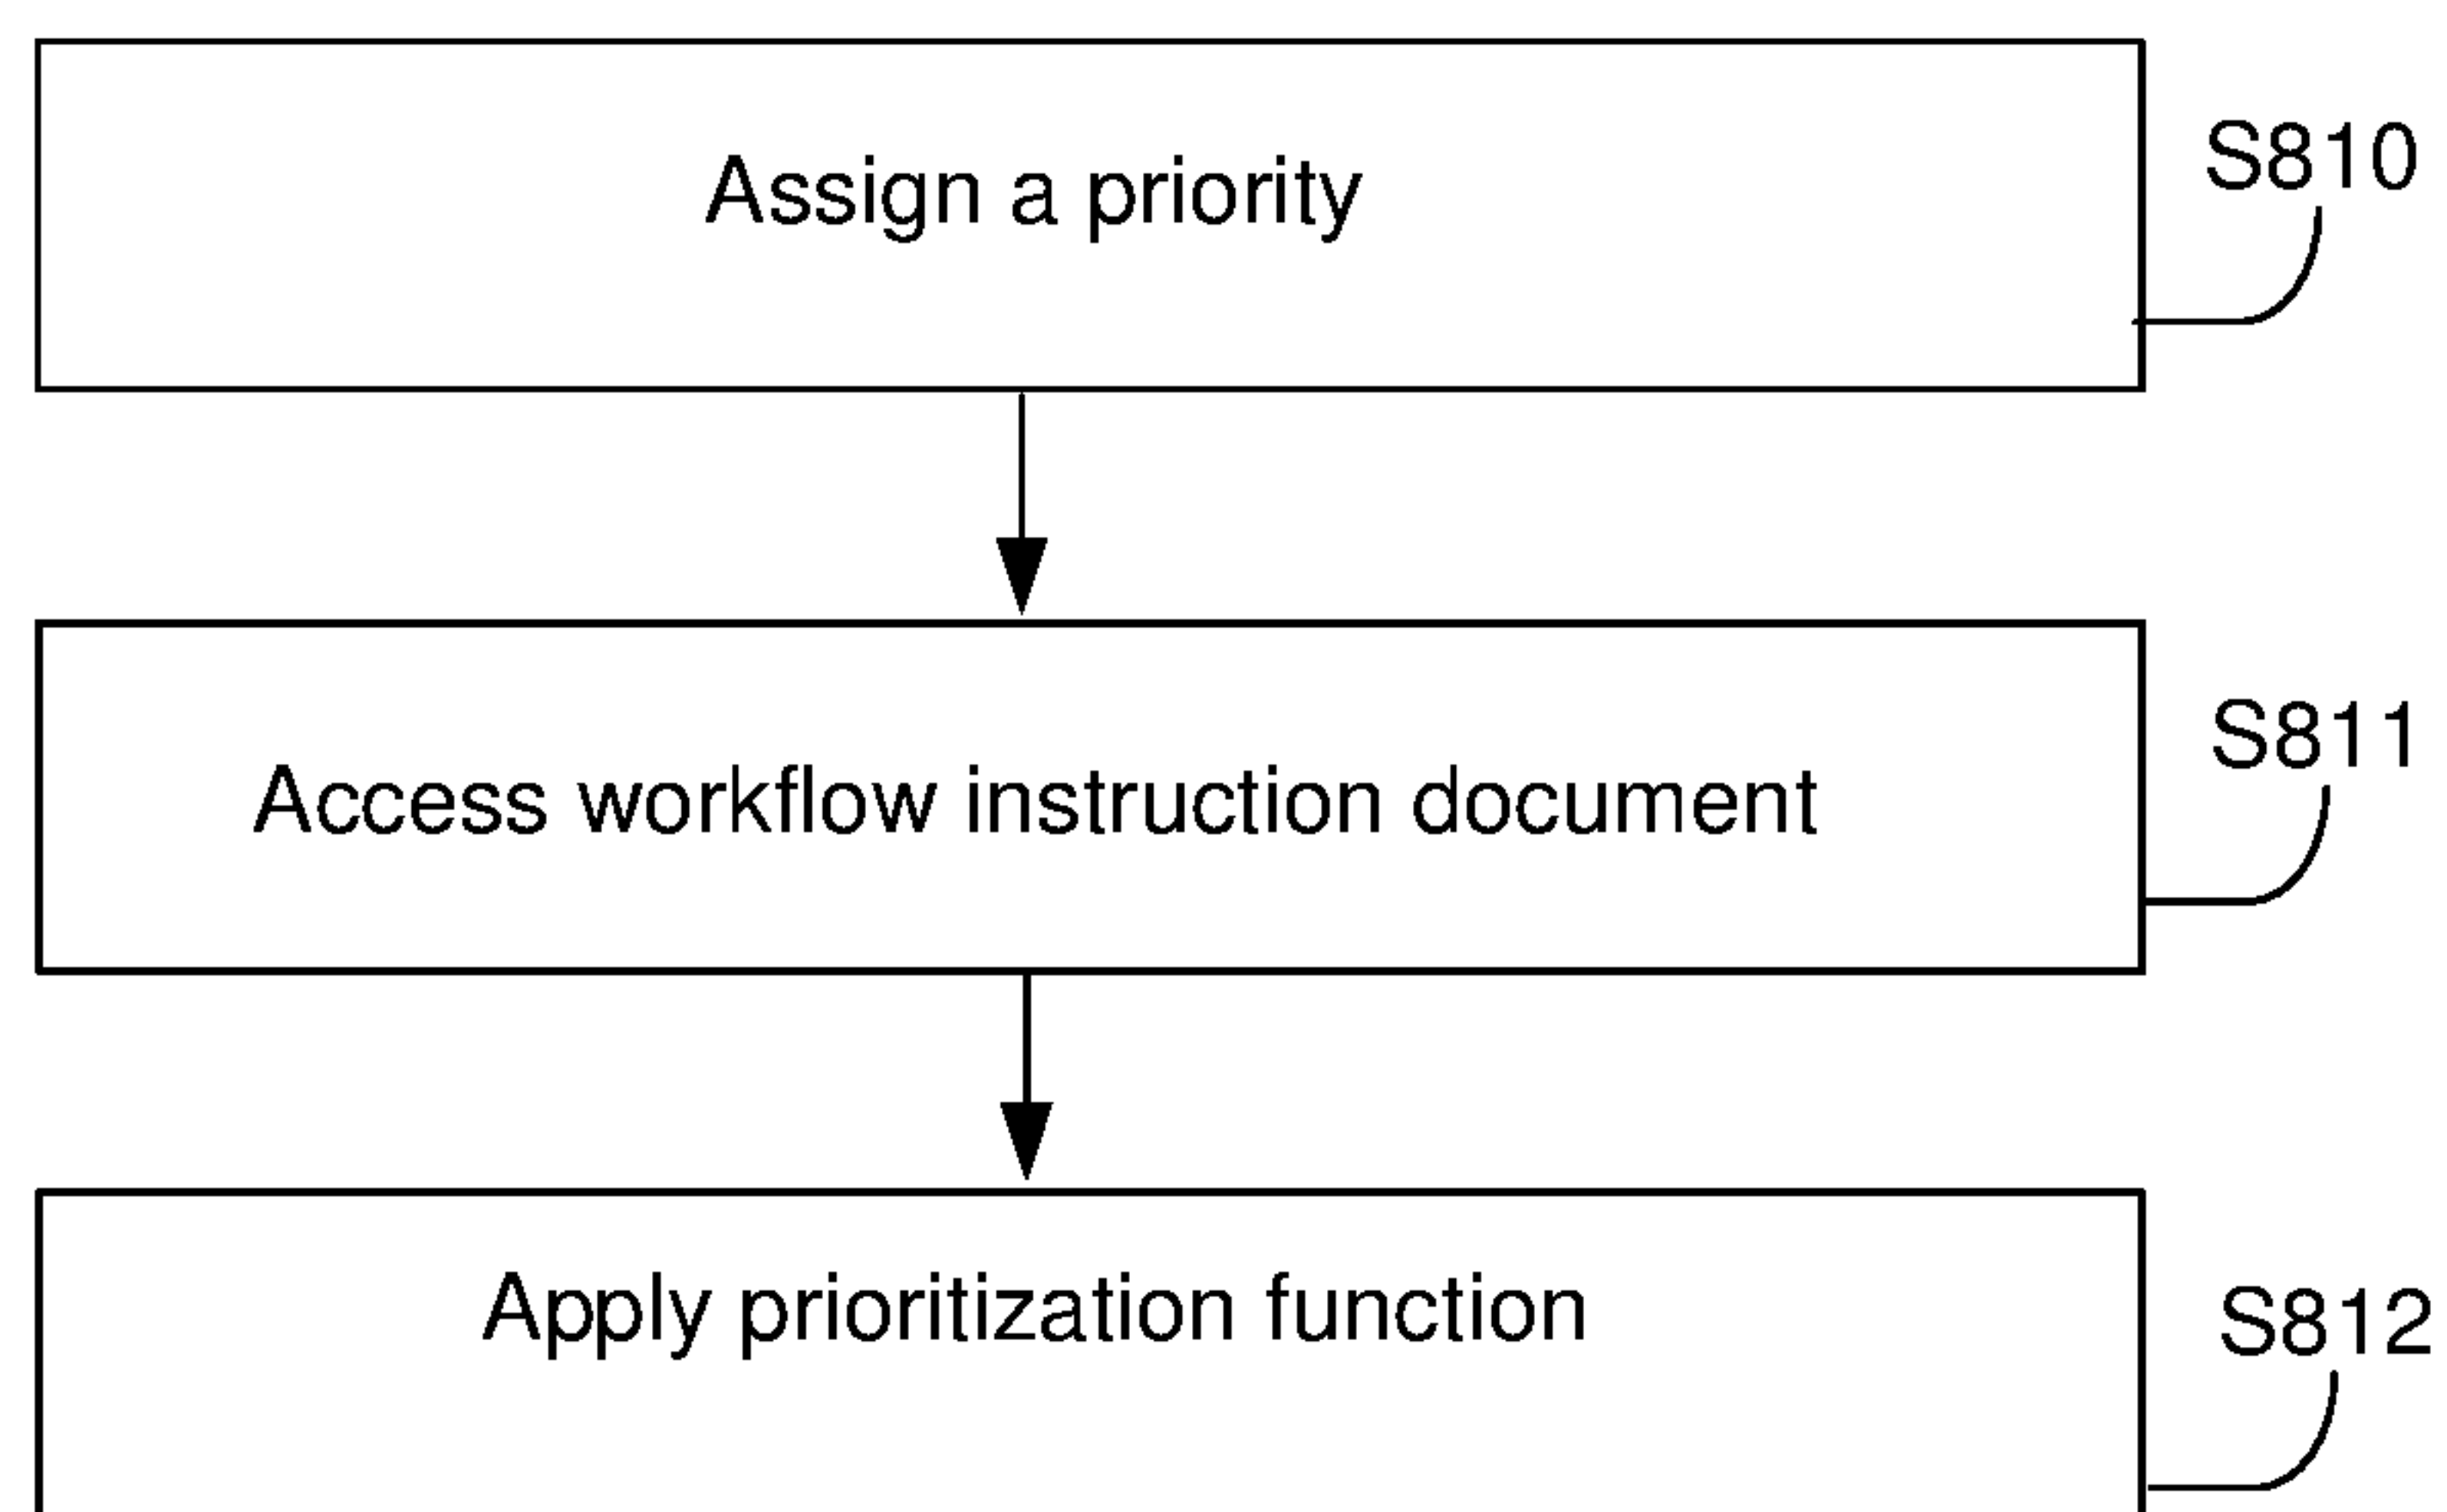 Assign a priority
S810
Access workflow instruction document
S811
Apply prioritization function
S812